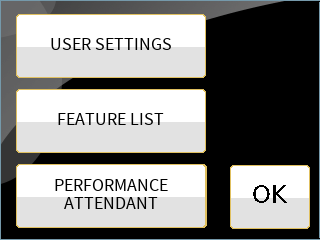 USER SETTINGS
FEATURE LIST
PERFORMANCE
ATTENDANT
OK